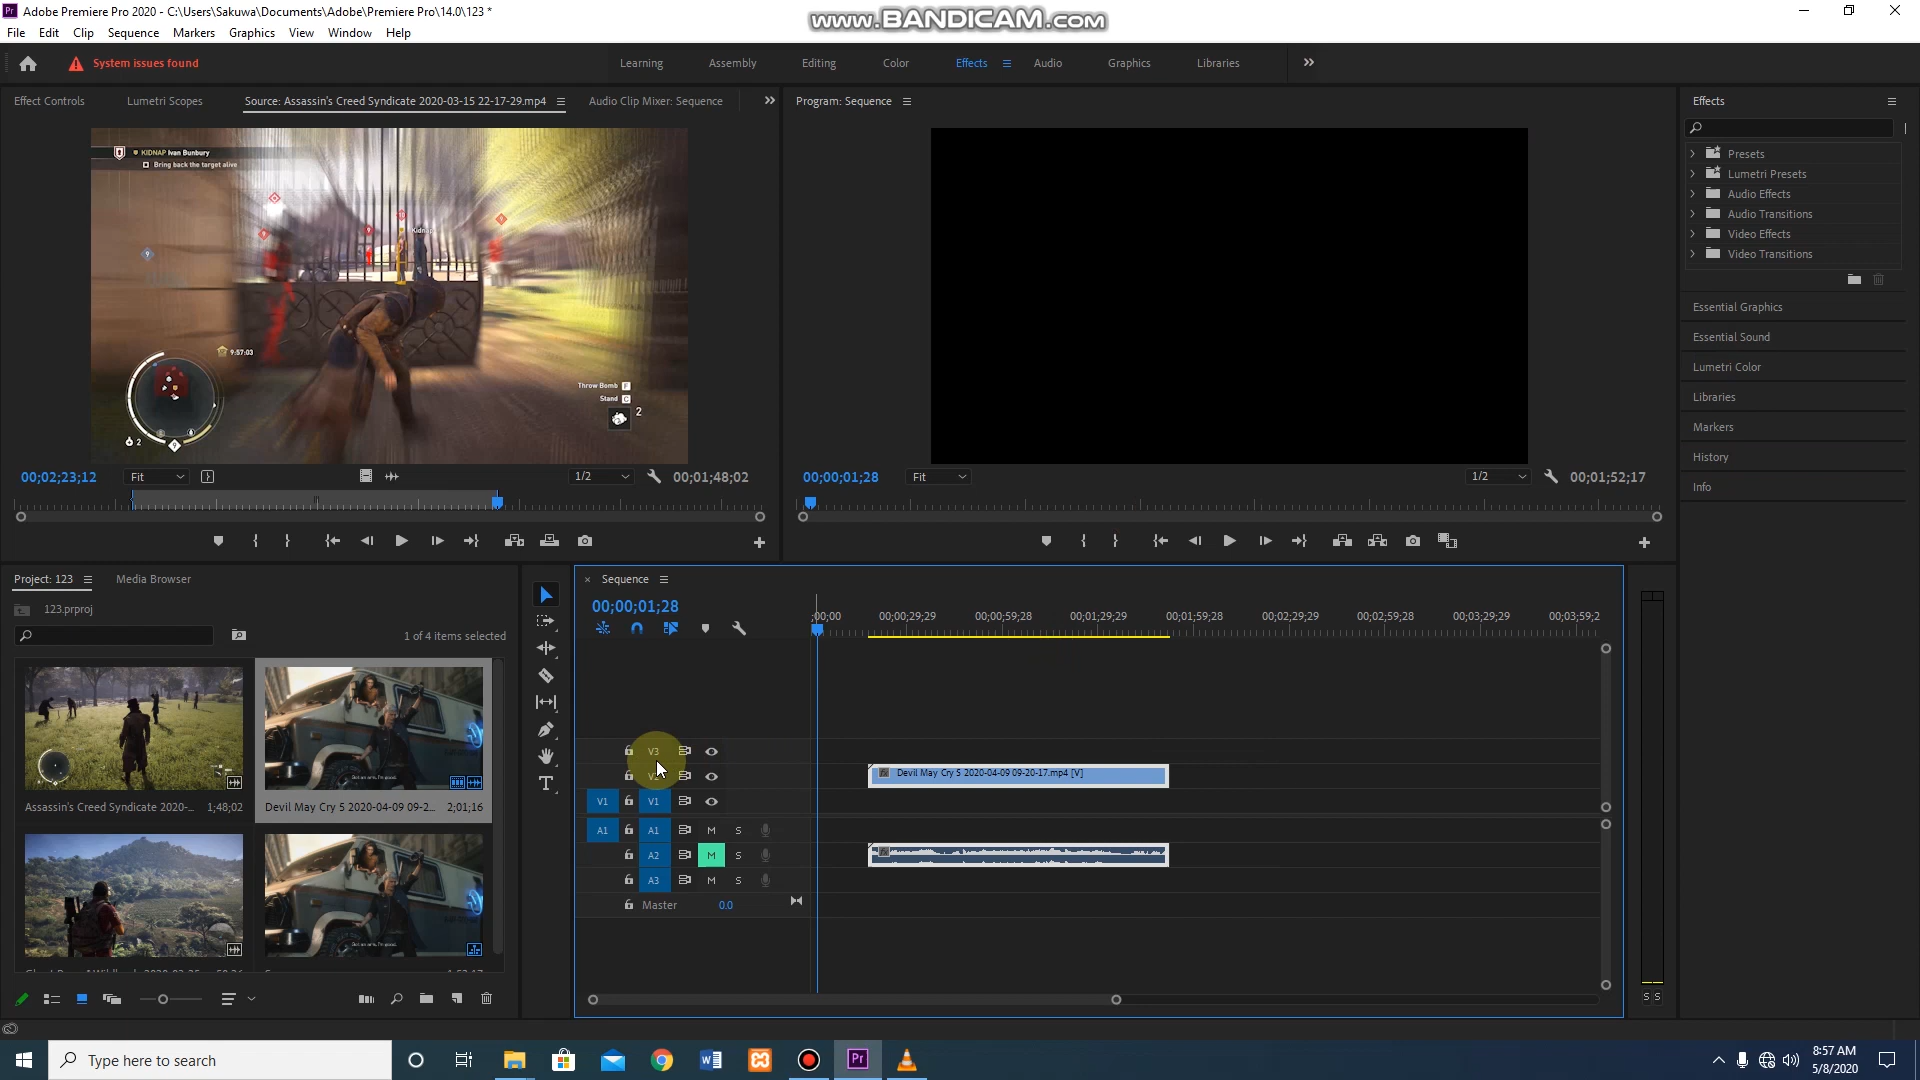 Adobe Premiere Pro 2020 - C:\Users\Sakuwa\Documents\Adobe\Premiere Pro\14.0\123 *
www.BANDICAM.com
File Edit Clip Sequence Markers Graphics View Window Help
System issues found
Learning Assembly Editing Color Effects Audio Graphics Libraries
Effect Controls Lumetri Scopes Source: Assassin's Creed Syndicate 2020-03-15 22-17-29.mp4 Audio Clip Mixer: Sequence
Program: Sequence
Effects
KIDNAP Ivan Bunbury
Bring back the target alive
Kidnap
9:57:03
Throw Bomb F
Stand C
2
2
9
Presets
Lumetri Presets
Audio Effects
Audio Transitions
Video Effects
Video Transitions
Essential Graphics
Essential Sound
Lumetri Color
Libraries
Markers
History
Info
00;02;23;12 Fit 1/2 00;01;48;02
00;00;01;28 Fit 1/2 00;01;52;17
Project: 123 Media Browser
123.prproj
1 of 4 items selected
Assassin's Creed Syndicate 2020-... 1;48;02
Devil May Cry 5 2020-04-09 09-2... 2;01;16
Sequence
00;00;01;28
;00;00 00;00;29;29 00;00;59;28 00;01;29;29 00;01;59;28 00;02;29;29 00;02;59;28 00;03;29;29 00;03;59;2
V3
V2
Devil May Cry 5 2020-04-09 09-20-17.mp4 [V]
V1 V1
A1 A1 M S
A2 M S
A3 M S
Master 0.0
S S
Type here to search
8:57 AM
5/8/2020